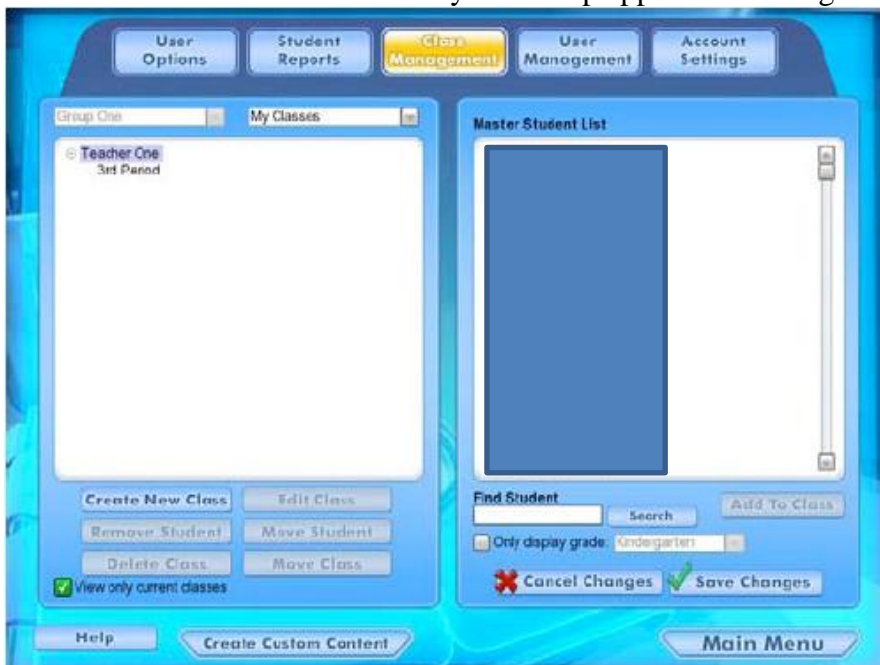 User Options
Student Reports
Class Management
User Management
Account Settings
Group One
My Classes
Master Student List
Teacher One
3rd Period
Create New Class
Edit Class
Find Student
Search
Add To Class
Remove Student
Move Student
Only display grade:
Kindergarten
Delete Class
Move Class
View only current classes
Cancel Changes
Save Changes
Help
Create Custom Content
Main Menu